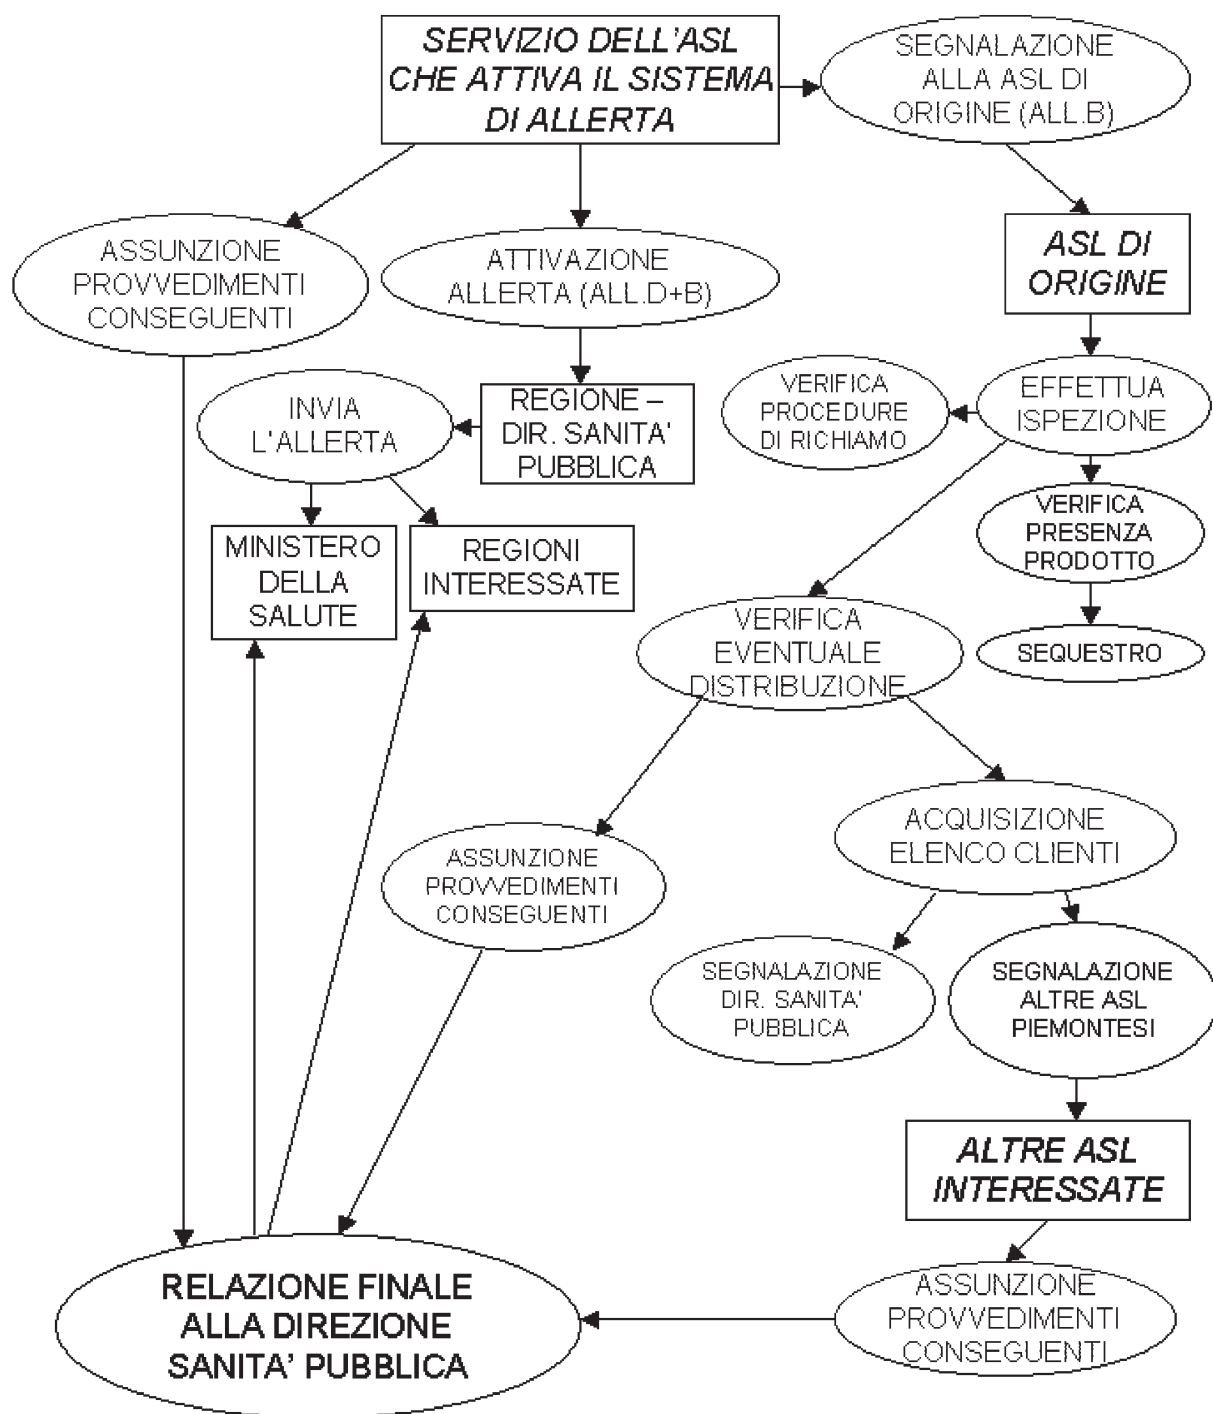 SERVIZIO DELL'ASL
CHE ATTIVA IL SISTEMA
DI ALLERTA
SEGNALAZIONE
ALLA ASL DI
ORIGINE (ALL.B)
ASSUNZIONE
PROVVEDIMENTI
CONSEGUENTI
ATTIVAZIONE
ALLERTA (ALL.D+B)
ASL DI
ORIGINE
INVIA
L'ALLERTA
REGIONE –
DIR. SANITA'
PUBBLICA
VERIFICA
PROCEDURE
DI RICHIAMO
EFFETTUA
ISPEZIONE
MINISTERO
DELLA
SALUTE
REGIONI
INTERESSATE
VERIFICA
PRESENZA
PRODOTTO
VERIFICA
EVENTUALE
DISTRIBUZIONE
SEQUESTRO
ASSUNZIONE
PROVVEDIMENTI
CONSEGUENTI
ACQUISIZIONE
ELENCO CLIENTI
SEGNALAZIONE
DIR. SANITA'
PUBBLICA
SEGNALAZIONE
ALTRE ASL
PIEMONTESI
ALTRE ASL
INTERESSATE
RELAZIONE FINALE
ALLA DIREZIONE
SANITA' PUBBLICA
ASSUNZIONE
PROVVEDIMENTI
CONSEGUENTI